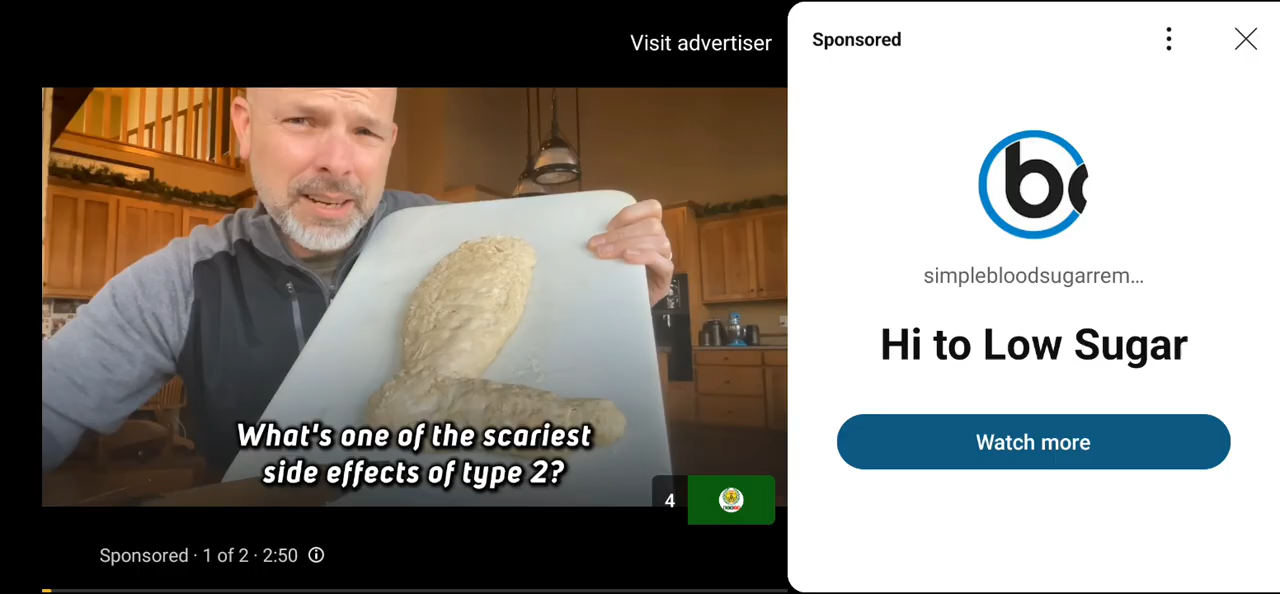 Visit advertiser
What's one of the scariest
side effects of type 2?
4
Sponsored · 1 of 2 · 2:50
Sponsored
bc
simplebloodsugarrem...
Hi to Low Sugar
Watch more